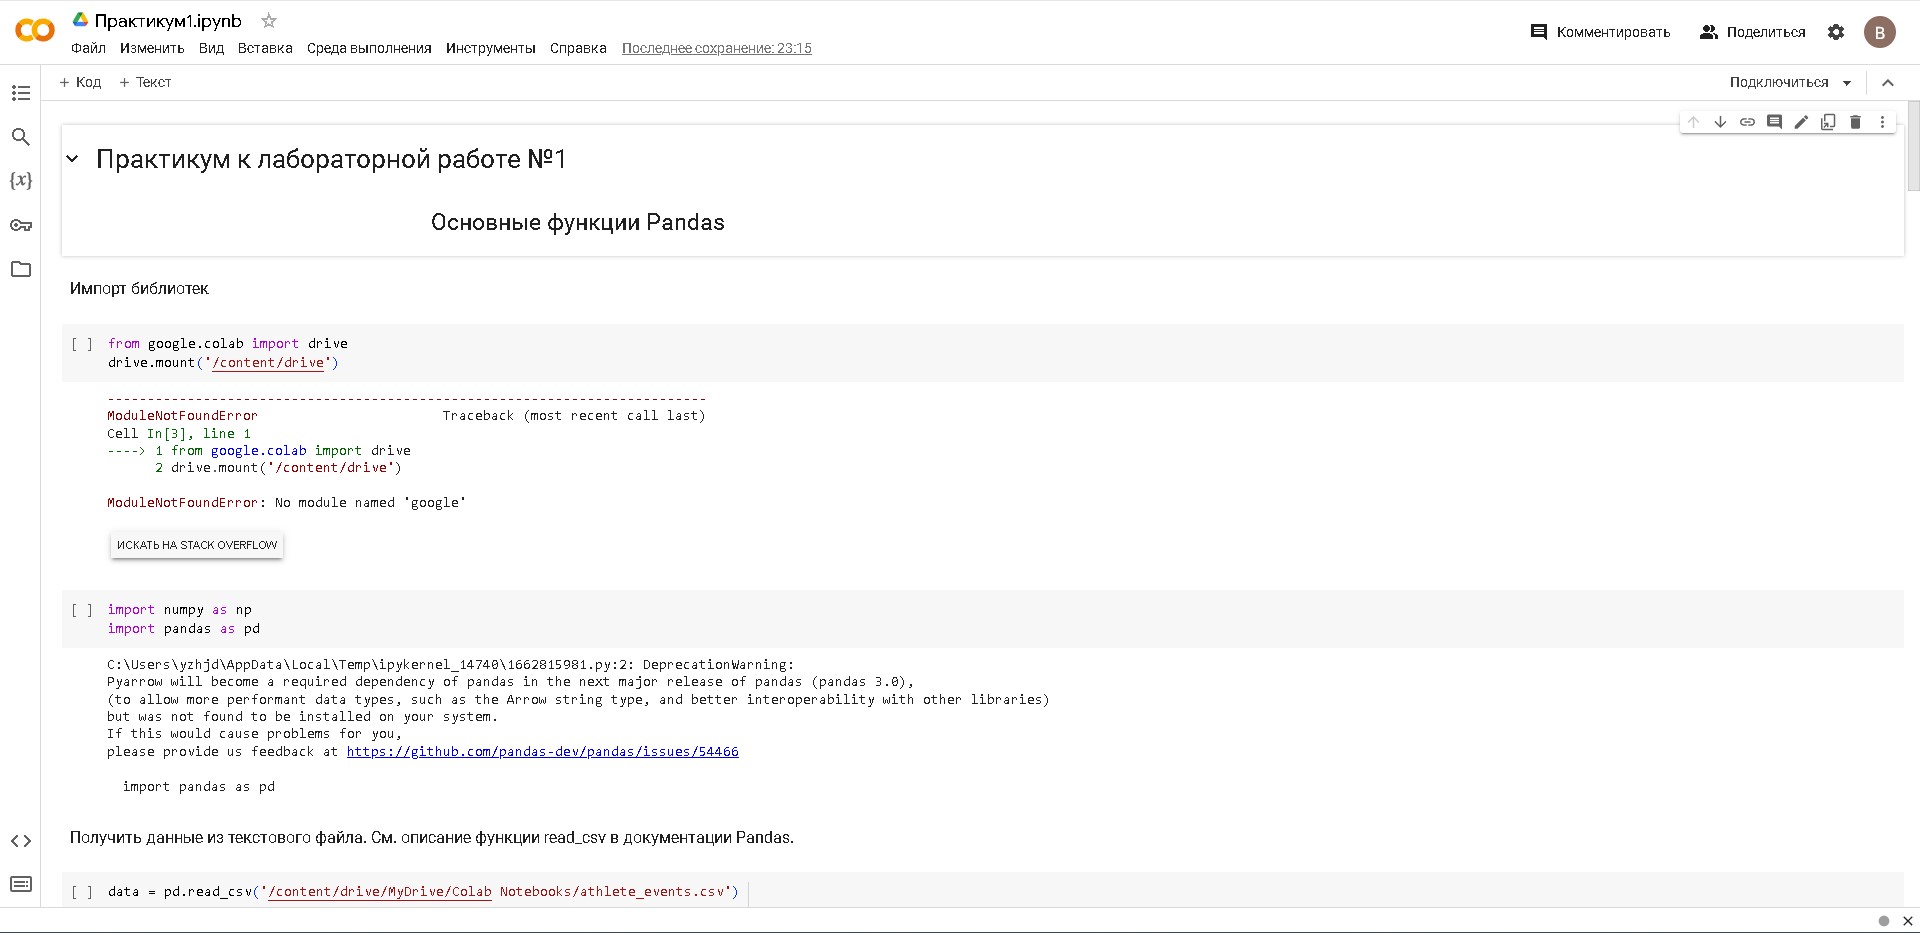 Практикум1.ipynb
Файл Изменить Вид Вставка Среда выполнения Инструменты Справка Последнее сохранение: 23:15
Комментировать Поделиться B
+ Код + Текст
Подключиться
Практикум к лабораторной работе №1
Основные функции Pandas
{x}
Импорт библиотек
[ ] from google.colab import drive
drive.mount('/content/drive')
---------------------------------------------------------------------------
ModuleNotFoundError Traceback (most recent call last)
Cell In[3], line 1
----> 1 from google.colab import drive
2 drive.mount('/content/drive')
ModuleNotFoundError: No module named 'google'
ИСКАТЬ НА STACK OVERFLOW
[ ] import numpy as np
import pandas as pd
C:\Users\yzhjd\AppData\Local\Temp\ipykernel_14740\1662815981.py:2: DeprecationWarning:
Pyarrow will become a required dependency of pandas in the next major release of pandas (pandas 3.0),
(to allow more performant data types, such as the Arrow string type, and better interoperability with other libraries)
but was not found to be installed on your system.
If this would cause problems for you,
please provide us feedback at https://github.com/pandas-dev/pandas/issues/54466
import pandas as pd
Получить данные из текстового файла. См. описание функции read_csv в документации Pandas.
[ ] data = pd.read_csv('/content/drive/MyDrive/Colab Notebooks/athlete_events.csv')